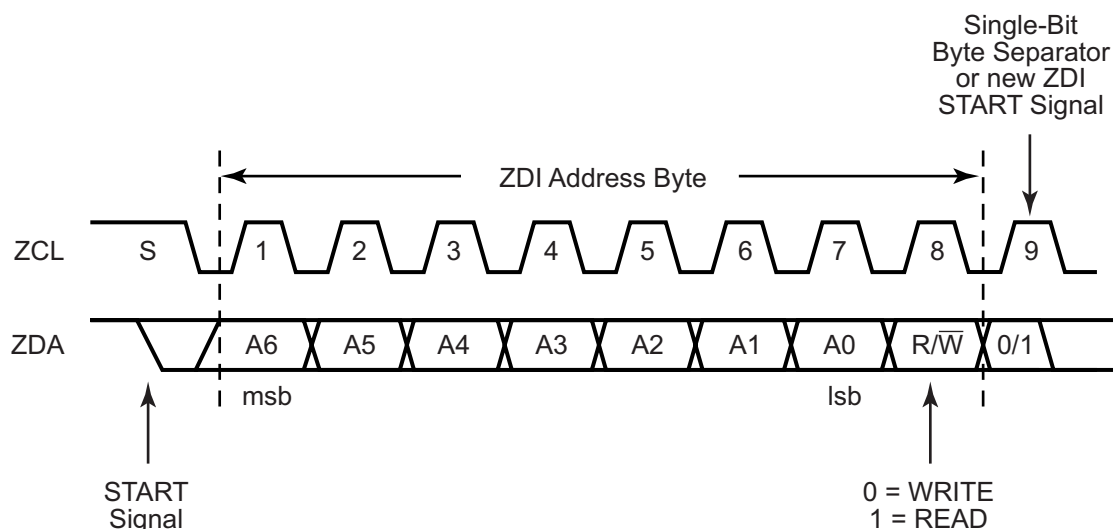 Single-Bit
Byte Separator
or new ZDI
START Signal
ZDI Address Byte
ZCL S 1 2 3 4 5 6 7 8 9
ZDA A6 A5 A4 A3 A2 A1 A0 R/W̅ 0/1
msb lsb
START
Signal
0 = WRITE
1 = READ